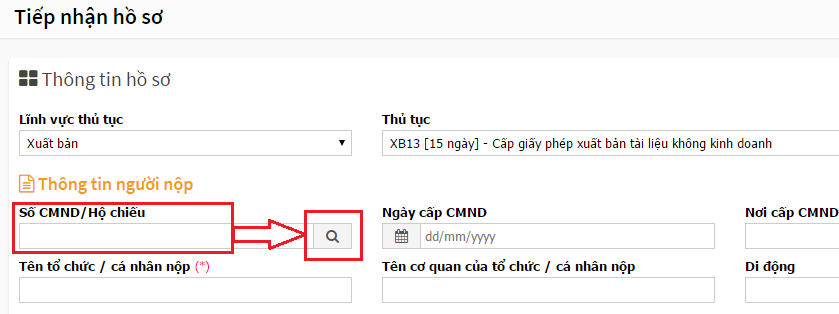 Tiếp nhận hồ sơ
Thông tin hồ sơ
Lĩnh vực thủ tục Thủ tục
Xuất bản XB13 [15 ngày] - Cấp giấy phép xuất bản tài liệu không kinh doanh
Thông tin người nộp
Số CMND/Hộ chiếu Ngày cấp CMND Nơi cấp CMND
dd/mm/yyyy
Tên tổ chức / cá nhân nộp (*) Tên cơ quan của tổ chức / cá nhân nộp Di động